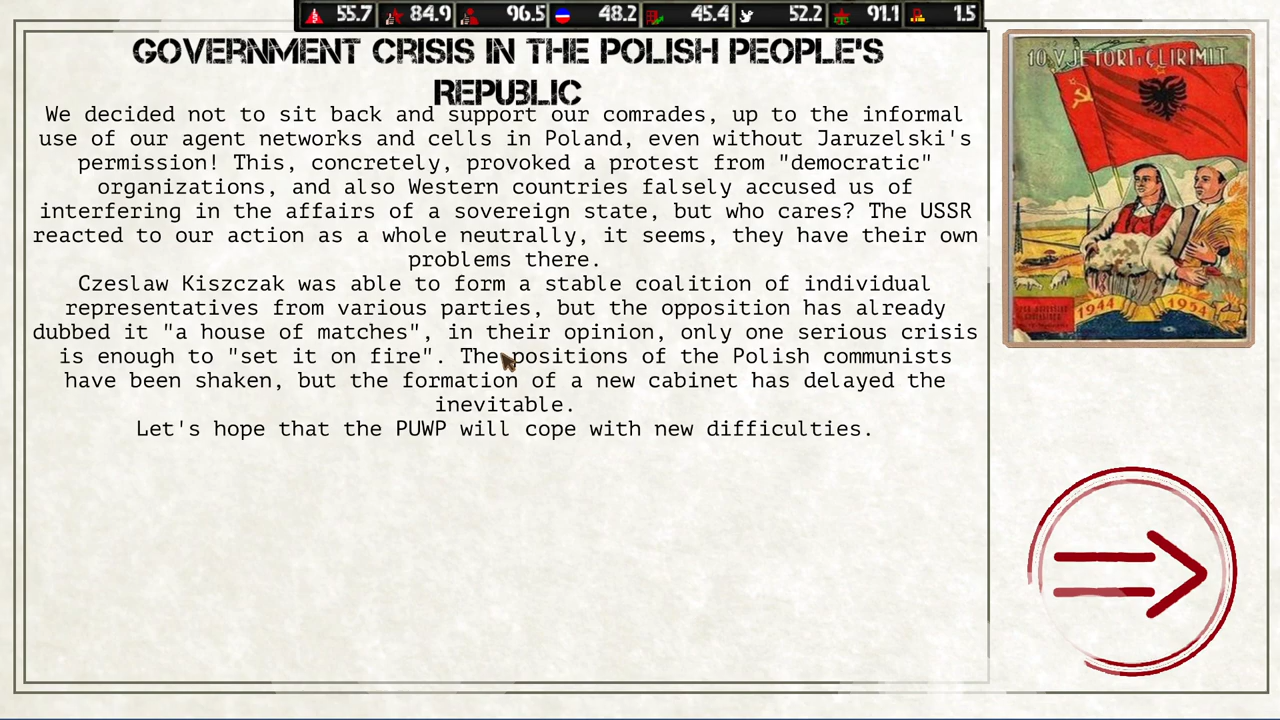 55.7 84.9 96.5 48.2 45.4 52.2 91.1 1.5
GOVERNMENT CRISIS IN THE POLISH PEOPLE'S
REPUBLIC
We decided not to sit back and support our comrades, up to the informal
use of our agent networks and cells in Poland, even without Jaruzelski's
permission! This, concretely, provoked a protest from "democratic"
organizations, and also Western countries falsely accused us of
interfering in the affairs of a sovereign state, but who cares? The USSR
reacted to our action as a whole neutrally, it seems, they have their own
problems there.
Czeslaw Kiszczak was able to form a stable coalition of individual
representatives from various parties, but the opposition has already
dubbed it "a house of matches", in their opinion, only one serious crisis
is enough to "set it on fire". The positions of the Polish communists
have been shaken, but the formation of a new cabinet has delayed the
inevitable.
Let's hope that the PUWP will cope with new difficulties.
10 VJETORI I ÇLIRIMIT
1944 1954